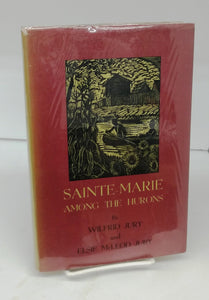 SAINTE-MARIE
AMONG THE HURONS
By
WILFRID JURY
and
ELSIE McLEOD JURY